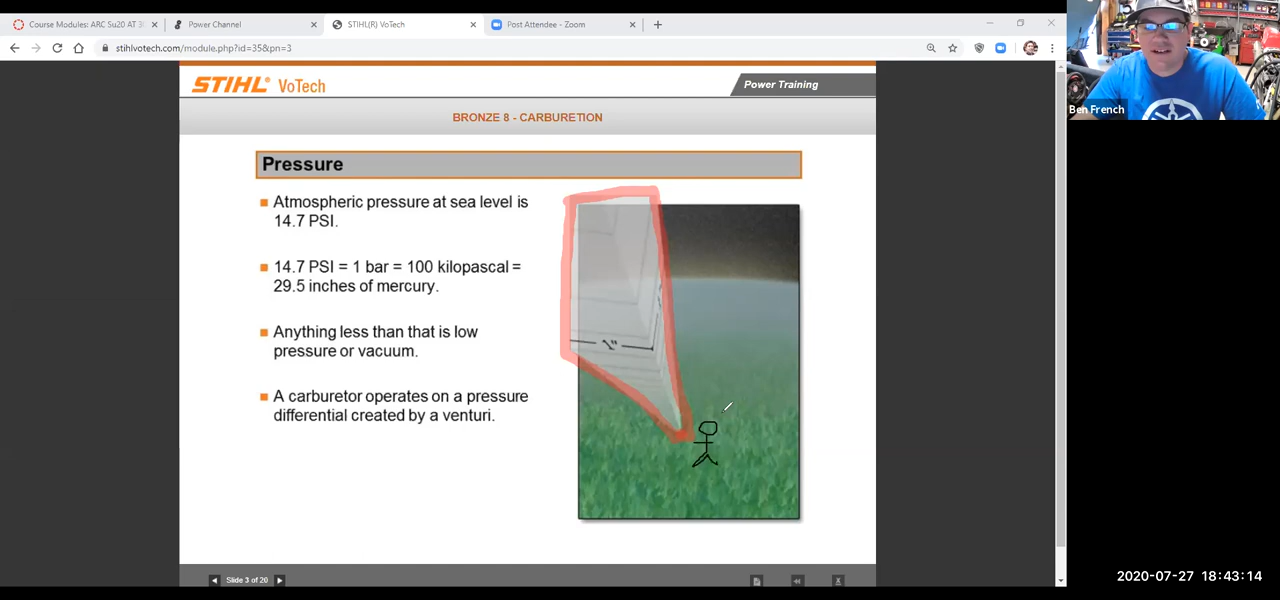 Course Modules: ARC Su20 AT
Power Channel
STIHL(R) VoTech
Post Attendee - Zoom
stihlvotech.com/module.php?id=35&pn=3
STIHL® VoTech
Power Training
BRONZE 8 - CARBURETION
Pressure
Atmospheric pressure at sea level is
14.7 PSI.
14.7 PSI = 1 bar = 100 kilopascal =
29.5 inches of mercury.
Anything less than that is low
pressure or vacuum.
A carburetor operates on a pressure
differential created by a venturi.
1"
Slide 3 of 20
Ben French
2020-07-27 18:43:14